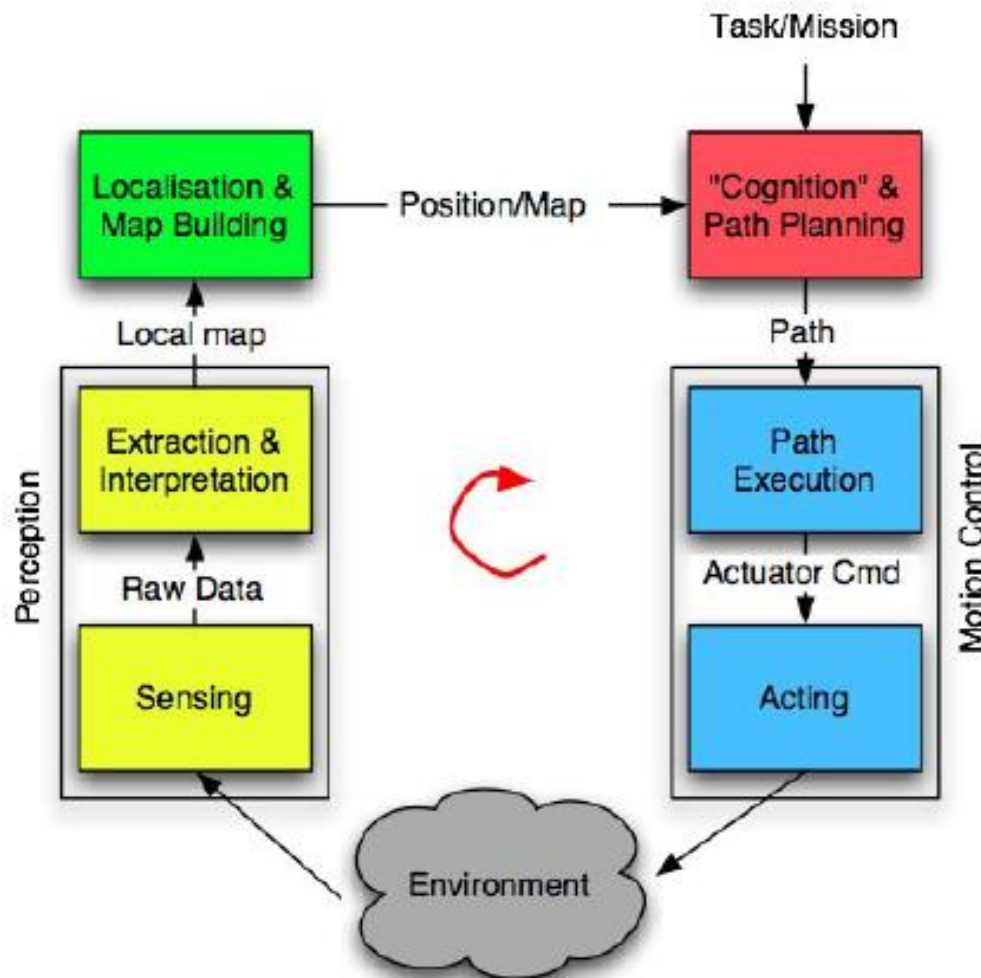 Task/Mission
Localisation &
Map Building
Position/Map
"Cognition" &
Path Planning
Local map
Path
Perception
Extraction &
Interpretation
Path
Execution
Motion Control
Raw Data
Actuator Cmd
Sensing
Acting
Environment